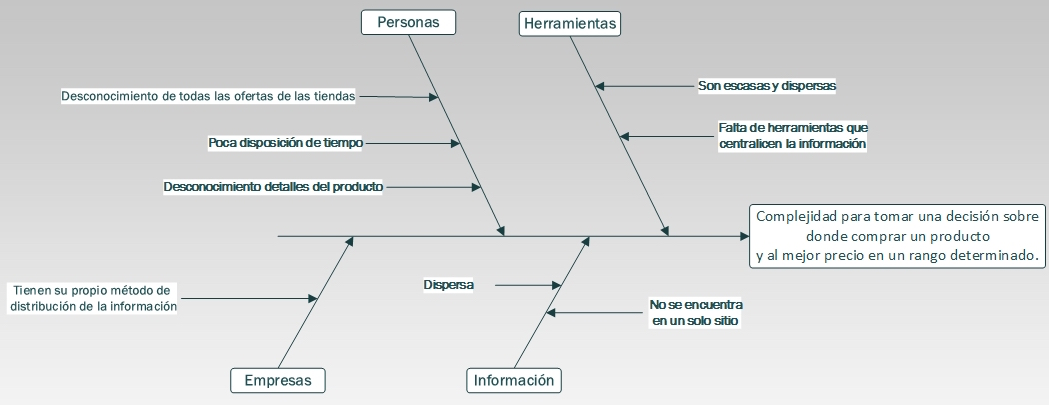 Personas
Herramientas
Desconocimiento de todas las ofertas de las tiendas
Son escasas y dispersas
Poca disposición de tiempo
Falta de herramientas que
centralicen la información
Desconocimiento detalles del producto
Complejidad para tomar una decisión sobre
donde comprar un producto
y al mejor precio en un rango determinado.
Tienen su propio método de
distribución de la información
Dispersa
No se encuentra
en un solo sitio
Empresas
Información